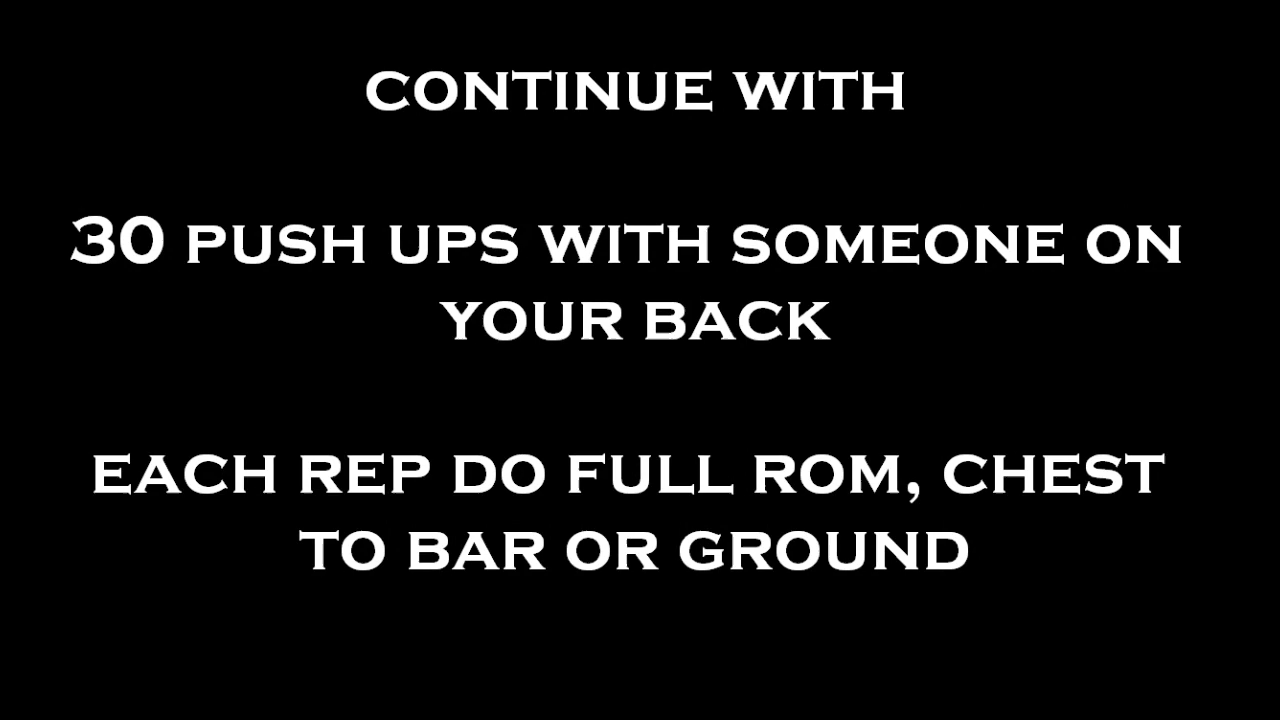 CONTINUE WITH
30 PUSH UPS WITH SOMEONE ON
YOUR BACK
EACH REP DO FULL ROM, CHEST
TO BAR OR GROUND